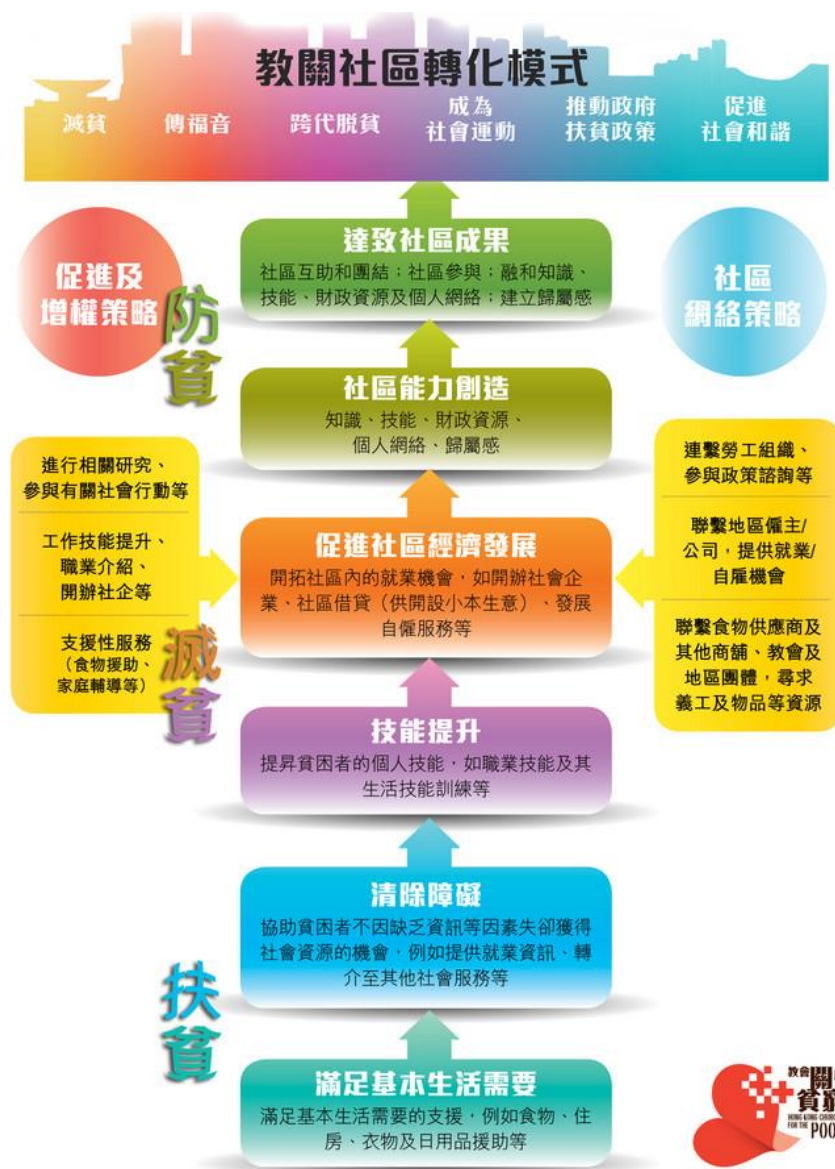 教關社區轉化模式
滅貧
傳福音
跨代脱貧
成為
社會運動
推動政府
扶貧政策
促進
社會和諧
促進及
增權策略
社區
網絡策略
防貧
達致社區成果
社區互助和團結；社區參與；融和知識、
技能、財政資源及個人網絡；建立歸屬感
社區能力創造
知識、技能、財政資源、
個人網絡、歸屬感
進行相關研究、
參與有關社會行動等
工作技能提升、
職業介紹、
開辦社企等
支援性服務
（食物援助、
家庭輔導等）
促進社區經濟發展
開拓社區內的就業機會，如開辦社會企
業、社區借貸（供開設小本生意）、發展
自僱服務等
連繫勞工組織、
參與政策諮詢等
聯繫地區僱主/
公司，提供就業/
自雇機會
聯繫食物供應商及
其他商舖、教會及
地區團體，尋求
義工及物品等資源
滅貧
技能提升
提昇貧困者的個人技能，如職業技能及其
生活技能訓練等
清除障礙
協助貧困者不因缺乏資訊等因素失卻獲得
社會資源的機會，例如提供就業資訊、轉
介至其他社會服務等
扶貧
滿足基本生活需要
滿足基本生活需要的支援，例如食物、住
房、衣物及日用品援助等
教會關
貧窮
HONG KONG CHURCH
FOR THE POO